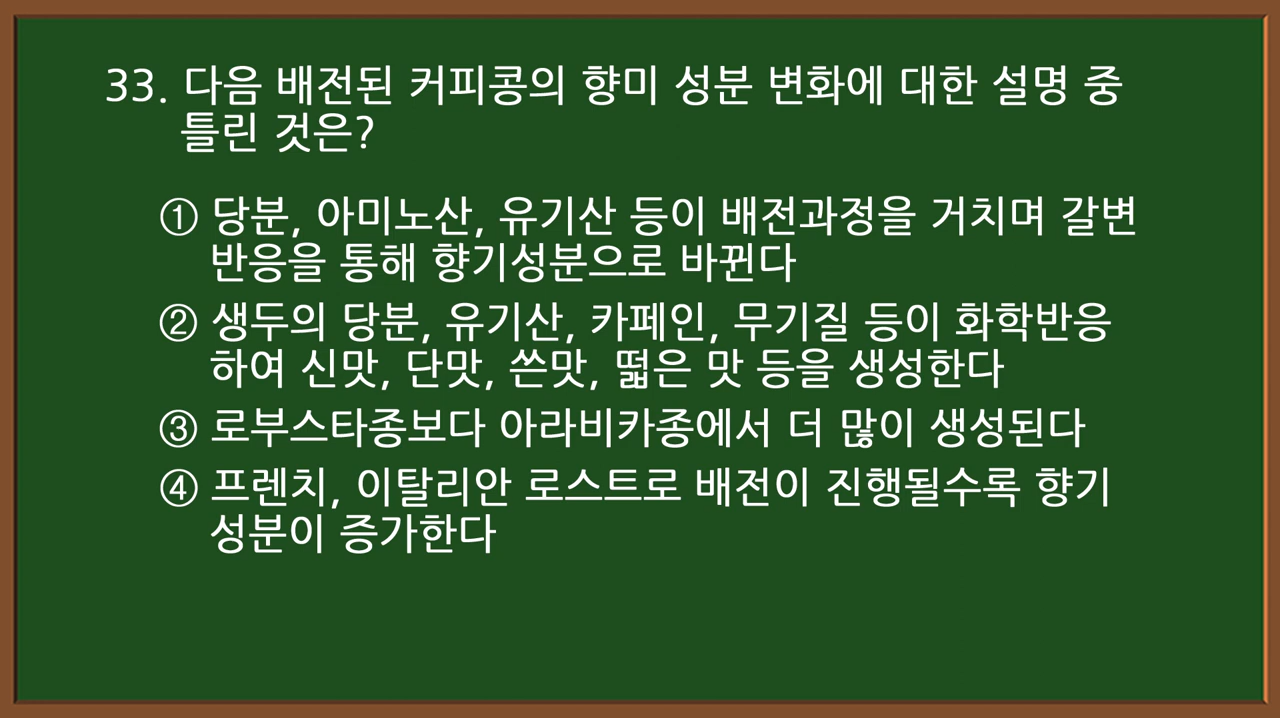 33. 다음 배전된 커피콩의 향미 성분 변화에 대한 설명 중
틀린 것은?
① 당분, 아미노산, 유기산 등이 배전과정을 거치며 갈변
반응을 통해 향기성분으로 바뀐다
② 생두의 당분, 유기산, 카페인, 무기질 등이 화학반응
하여 신맛, 단맛, 쓴맛, 떫은 맛 등을 생성한다
③ 로부스타종보다 아라비카종에서 더 많이 생성된다
④ 프렌치, 이탈리안 로스트로 배전이 진행될수록 향기
성분이 증가한다